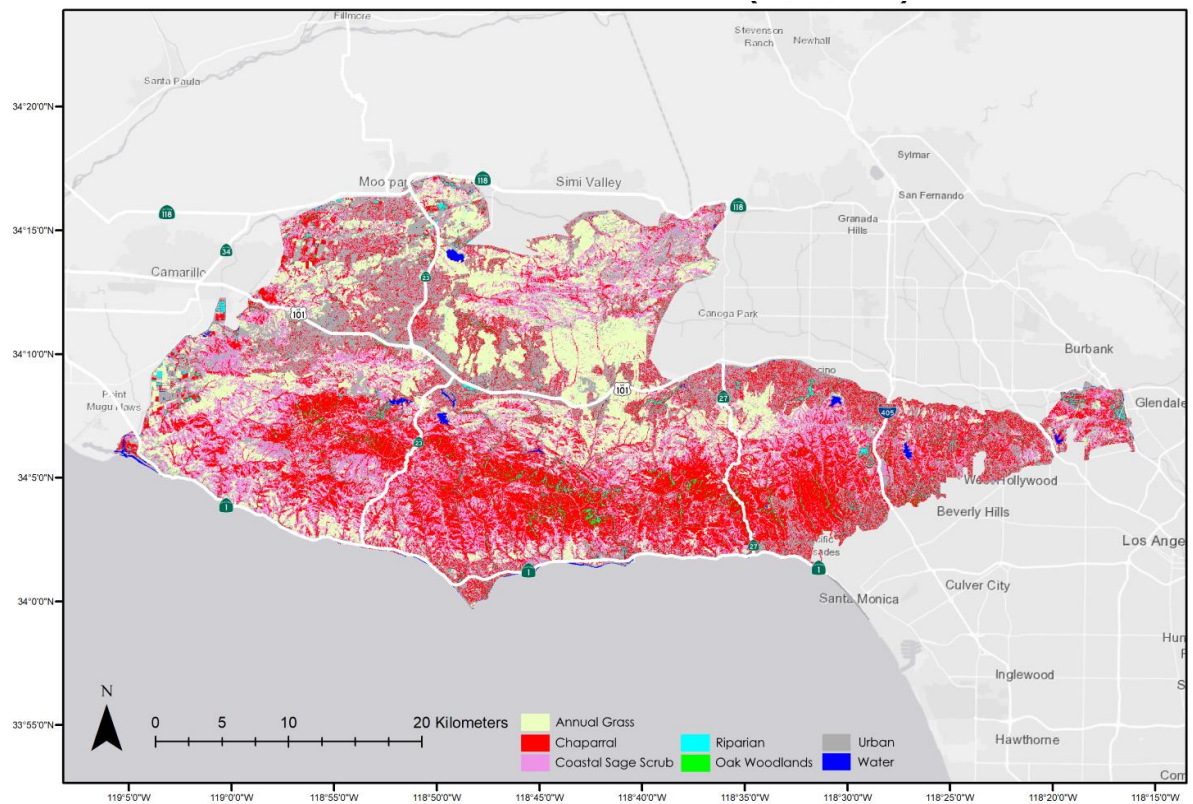 Fillmore
Stevenson
Ranch
Newhall
Santa Paula
34°20'0"N
Sylmar
Moorpark
118
Simi Valley
San Fernando
118
118
Granada
Hills
34°15'0"N
34
Camarillo
23
101
Canoga Park
34°10'0"N
Burbank
101
Point
Mugu Naws
27
405
Glendale
23
34°5'0"N
West Hollywood
1
Beverly Hills
27
Los Ange
1
1
Culver City
34°0'0"N
Santa Monica
Inglewood
N
0 5 10 20 Kilometers
Annual Grass
33°55'0"N
Chaparral
Riparian
Urban
Hawthorne
Coastal Sage Scrub
Oak Woodlands
Water
Com
119°5'0"W 119°0'0"W 118°55'0"W 118°50'0"W 118°45'0"W 118°40'0"W 118°35'0"W 118°30'0"W 118°25'0"W 118°20'0"W 118°15'0"W